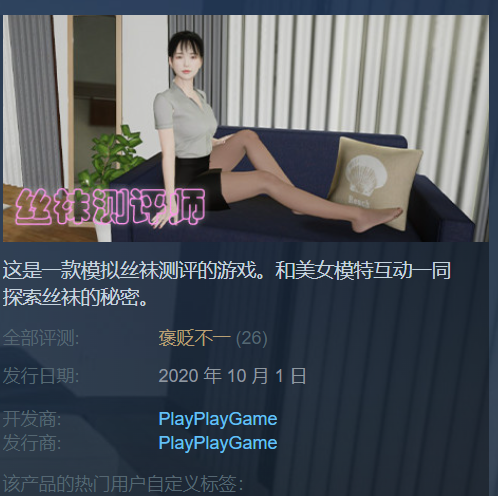 丝袜测评师
Beach
这是一款模拟丝袜测评的游戏。和美女模特互动一同
探索丝袜的秘密。
全部评测: 褒贬不一 (26)
发行日期: 2020 年 10 月 1 日
开发商: PlayPlayGame
发行商: PlayPlayGame
该产品的热门用户自定义标签: